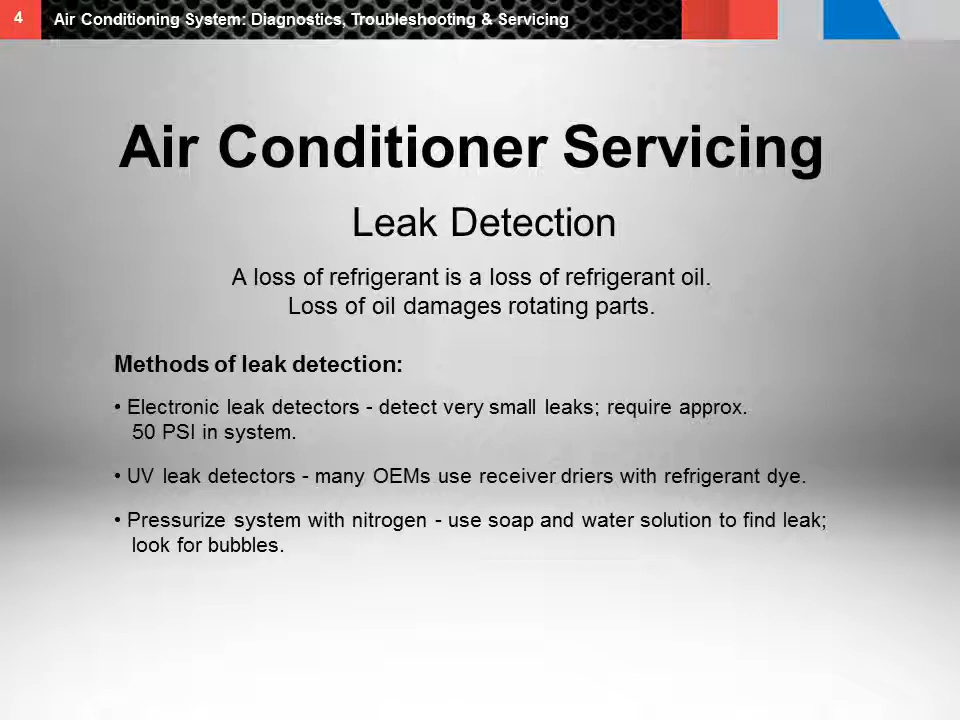 4
Air Conditioning System: Diagnostics, Troubleshooting & Servicing
Air Conditioner Servicing
Leak Detection
A loss of refrigerant is a loss of refrigerant oil.
Loss of oil damages rotating parts.
Methods of leak detection:
• Electronic leak detectors - detect very small leaks; require approx.
50 PSI in system.
• UV leak detectors - many OEMs use receiver driers with refrigerant dye.
• Pressurize system with nitrogen - use soap and water solution to find leak;
look for bubbles.